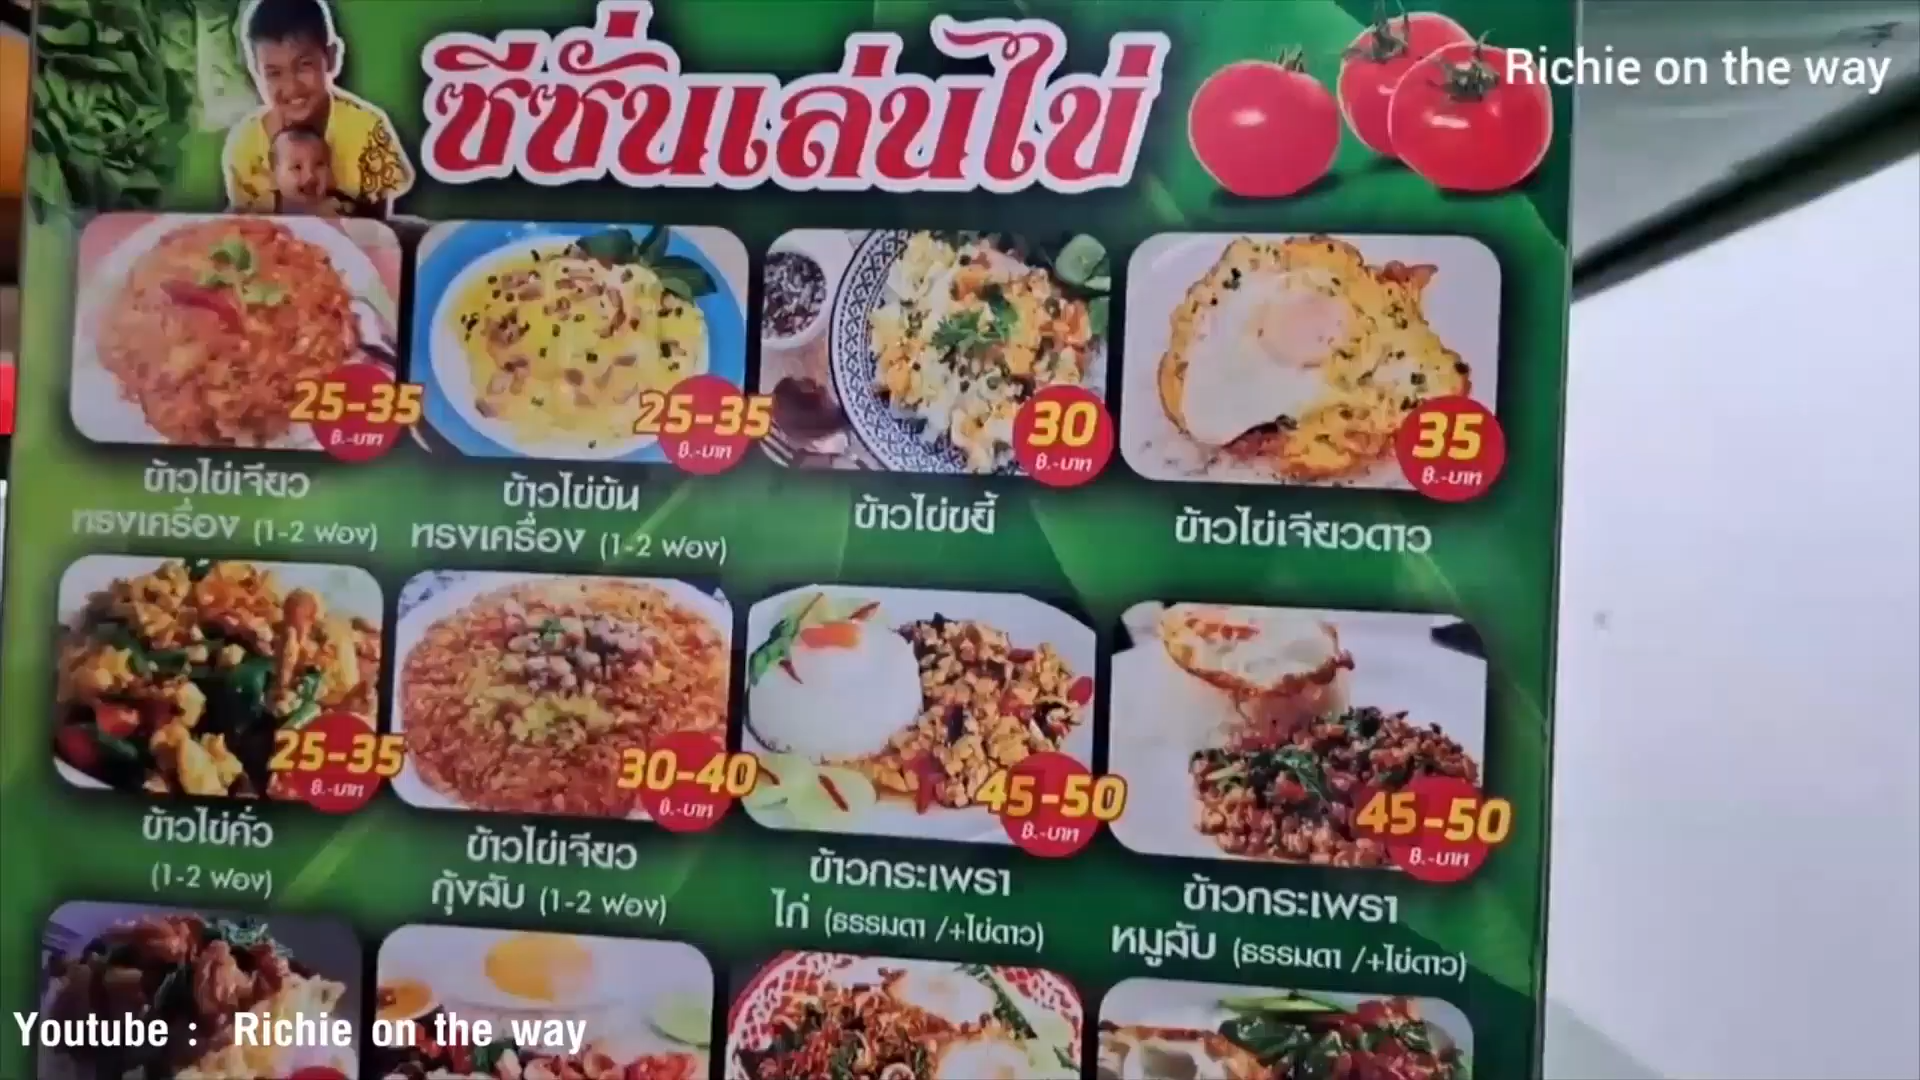 ซีซั่นเล่นไข่
Richie on the way
25-35
฿.-บาท
25-35
฿.-บาท
30
฿.-บาท
35
฿.-บาท
ข้าวไข่เจียว
ทรงเครื่อง (1-2 ฟอง)
ข้าวไข่ข้น
ทรงเครื่อง (1-2 ฟอง)
ข้าวไข่ขยี้
ข้าวไข่เจียวดาว
25-35
฿.-บาท
30-40
฿.-บาท
45-50
฿.-บาท
45-50
฿.-บาท
ข้าวไข่คั่ว
(1-2 ฟอง)
ข้าวไข่เจียว
กุ้งสับ (1-2 ฟอง)
ข้าวกระเพรา
ไก่ (ธรรมดา /+ไข่ดาว)
ข้าวกระเพรา
หมูสับ (ธรรมดา /+ไข่ดาว)
Youtube : Richie on the way